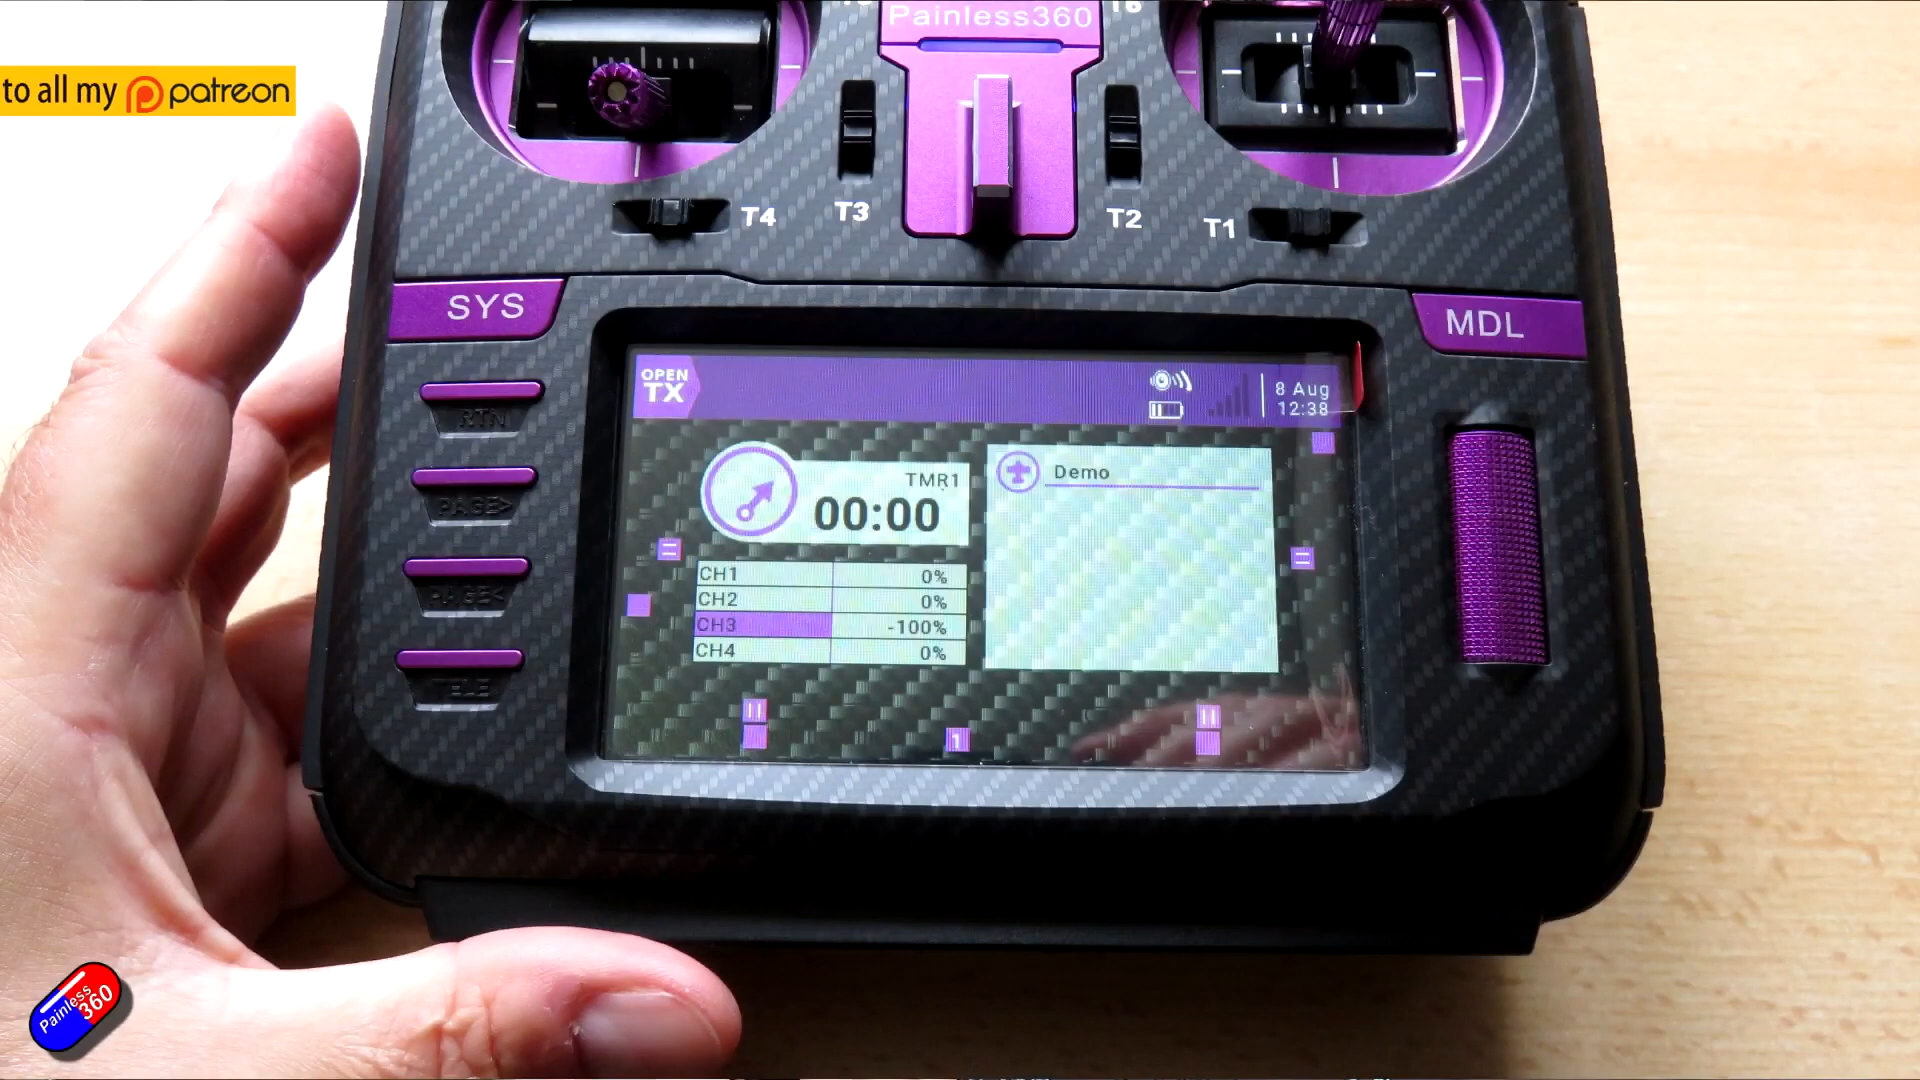 Painless360
to all my patreon
T4
T3
T2
T1
SYS
MDL
RTN
PAGE>
PAGE<
TELE
OPEN
TX
8 Aug
12:38
TMR1
00:00
Demo
CH1 0%
CH2 0%
CH3 -100%
CH4 0%
1
Painless
360